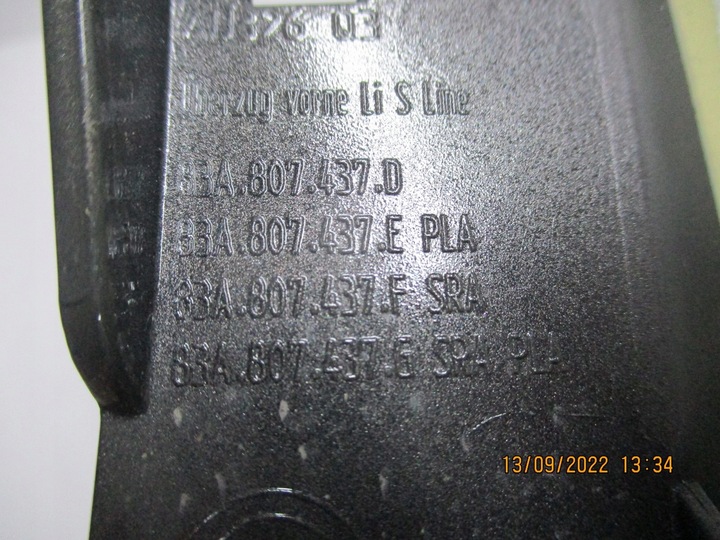 Überzug vorne Li S Line
83A.807.437.D
83A.807.437.E PLA
83A.807.437.F SRA
83A.807.437.G SRA PLA
13/09/2022 13:34